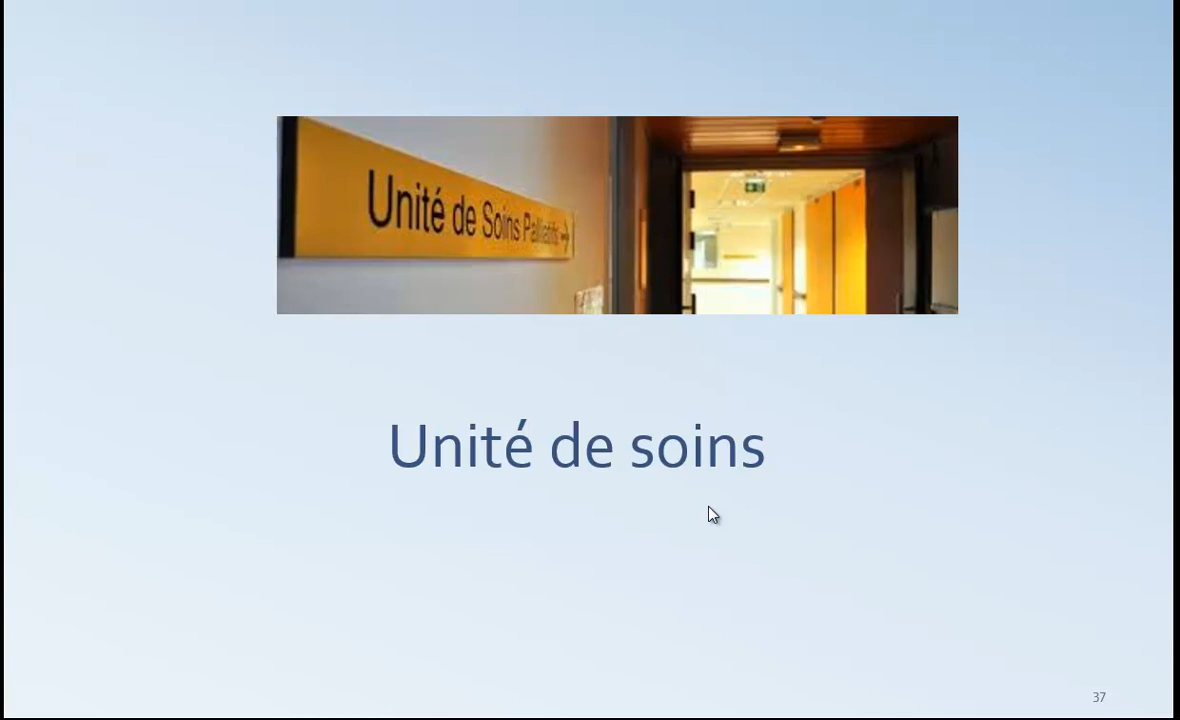 Unité de Soins Palliatifs →
Unité de soins
37